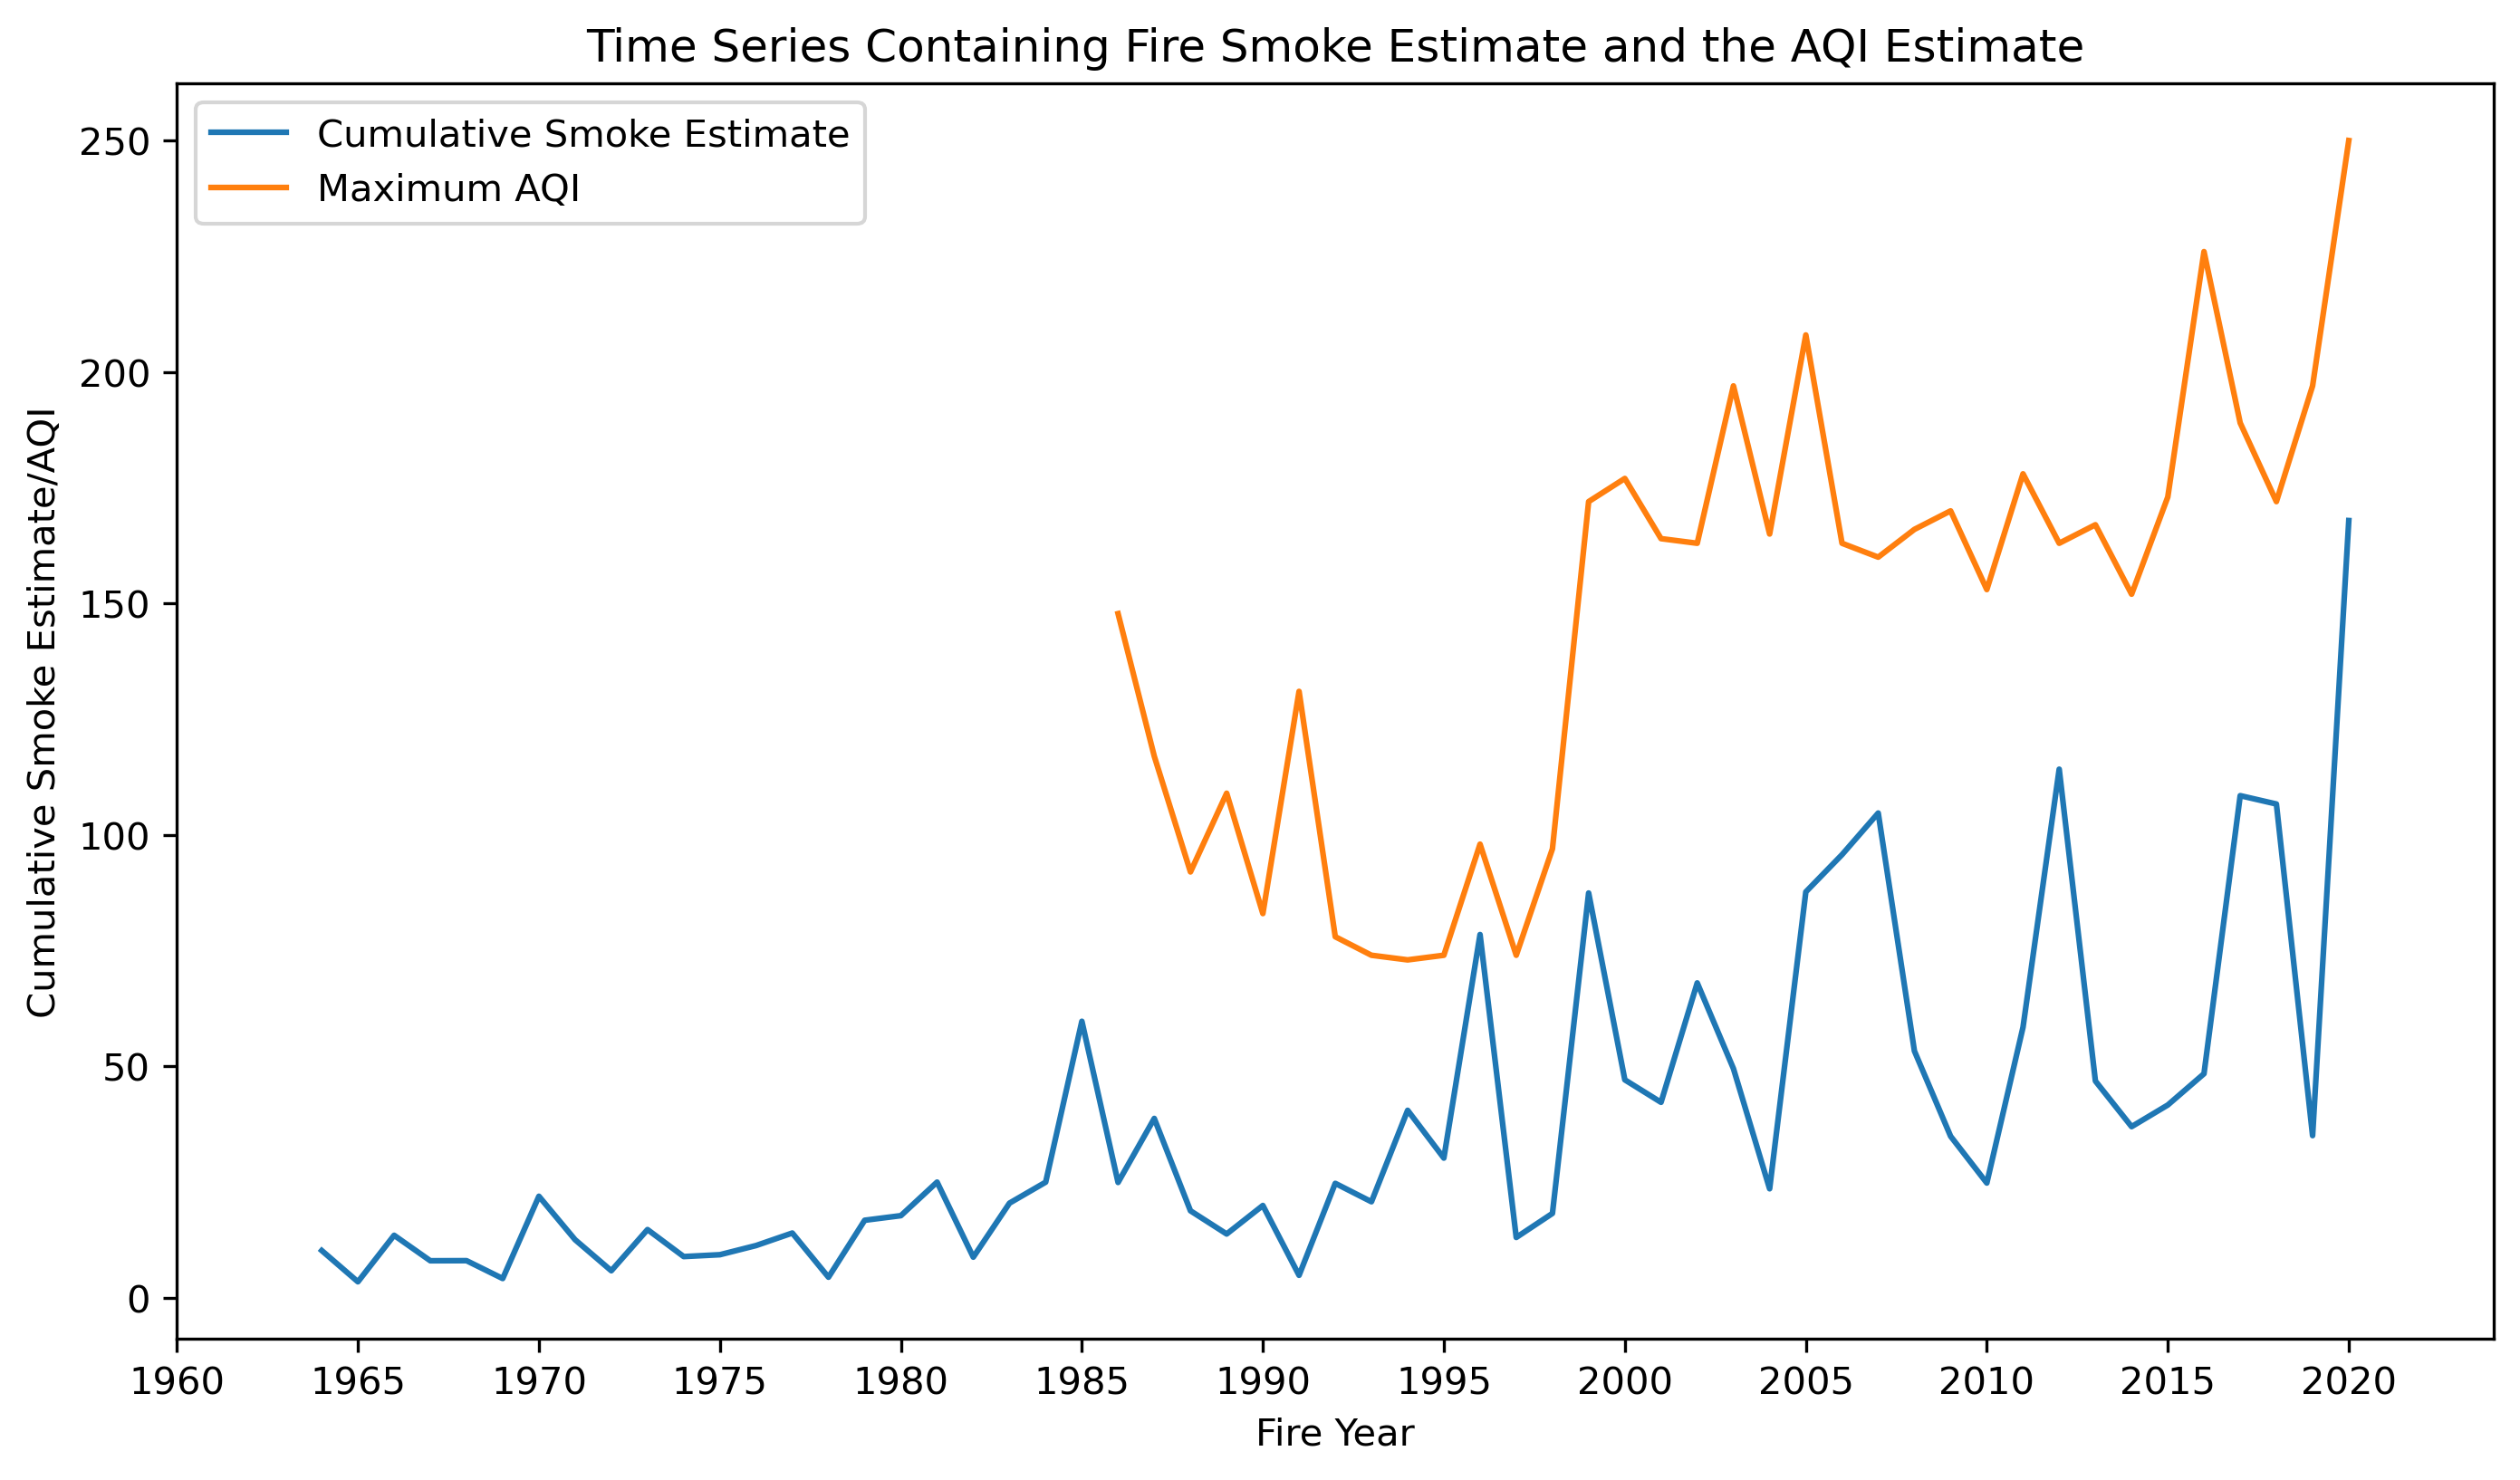 Time Series Containing Fire Smoke Estimate and the AQI Estimate
Cumulative Smoke Estimate
Maximum AQI
Cumulative Smoke Estimate/AQI
250
200
150
100
50
0
1960 1965 1970 1975 1980 1985 1990 1995 2000 2005 2010 2015 2020
Fire Year